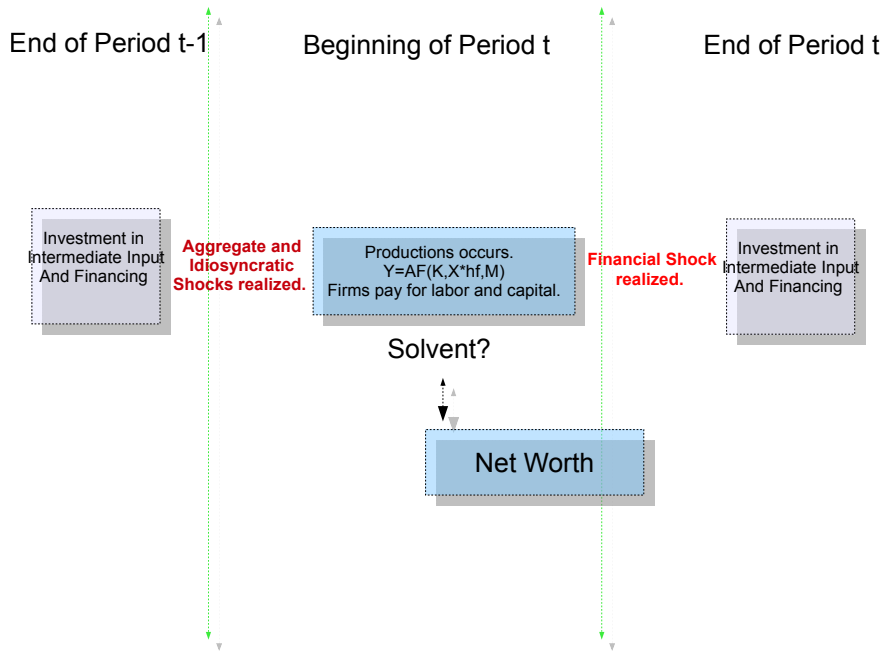 End of Period t-1
Beginning of Period t
End of Period t
Investment in
Intermediate Input
And Financing
Aggregate and
Idiosyncratic
Shocks realized.
Productions occurs.
Y=AF(K,X*hf,M)
Firms pay for labor and capital.
Financial Shock
realized.
Investment in
Intermediate Input
And Financing
Solvent?
Net Worth